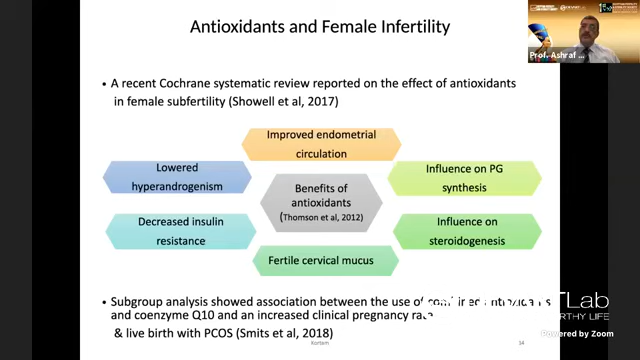 Antioxidants and Female Infertility
Prof. Ashraf ...
• A recent Cochrane systematic review reported on the effect of antioxidants
in female subfertility (Showell et al, 2017)
Improved endometrial
circulation
Lowered
hyperandrogenism
Influence on PG
synthesis
Benefits of
antioxidants
(Thomson et al, 2012)
Decreased insulin
resistance
Influence on
steroidogenesis
Fertile cervical mucus
• Subgroup analysis showed association between the use of combined antioxidants
and coenzyme Q10 and an increased clinical pregnancy rate
& live birth with PCOS (Smits et al, 2018)
TLab
RTHY LIFE
Powered by Zoom
Kortam
34